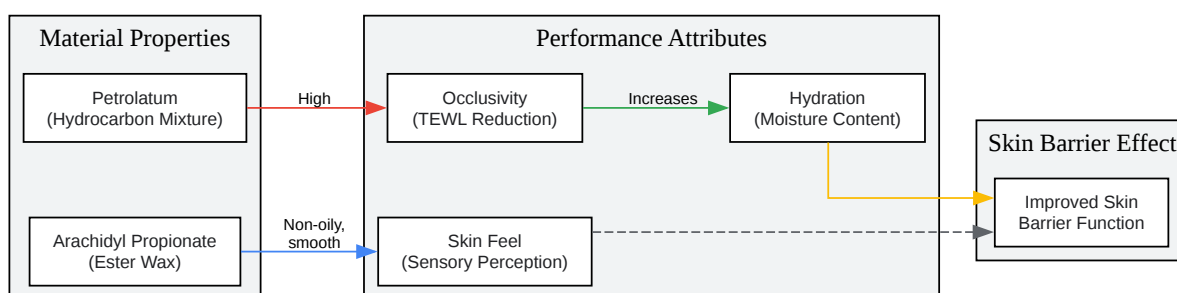 Material Properties
Performance Attributes
Petrolatum
(Hydrocarbon Mixture)
High
Occlusivity
(TEWL Reduction)
Increases
Hydration
(Moisture Content)
Skin Barrier Effect
Improved Skin
Barrier Function
Arachidyl Propionate
(Ester Wax)
Non-oily,
smooth
Skin Feel
(Sensory Perception)